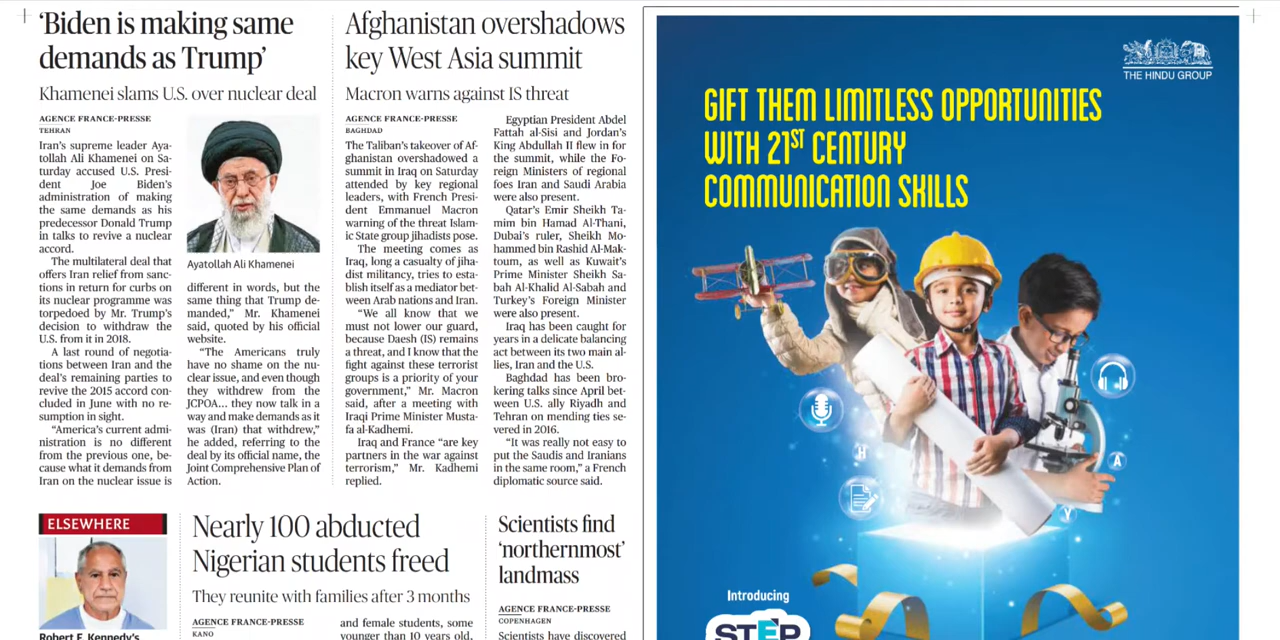 ‘Biden is making same
demands as Trump’
Khamenei slams U.S. over nuclear deal
AGENCE FRANCE-PRESSE
TEHRAN
Iran’s supreme leader Aya-
tollah Ali Khamenei on Sa-
turday accused U.S. Presi-
dent Joe Biden’s
administration of making
the same demands as his
predecessor Donald Trump
in talks to revive a nuclear
accord.
The multilateral deal that
offers Iran relief from sanc-
tions in return for curbs on
its nuclear programme was
torpedoed by Mr. Trump’s
decision to withdraw the
U.S. from it in 2018.
A last round of negotia-
tions between Iran and the
deal’s remaining parties to
revive the 2015 accord con-
cluded in June with no re-
sumption in sight.
“America’s current admi-
nistration is no different
from the previous one, be-
cause what it demands from
Iran on the nuclear issue is
Ayatollah Ali Khamenei
different in words, but the
same thing that Trump de-
manded,” Mr. Khamenei
said, quoted by his official
website.
“The Americans truly
have no shame on the nu-
clear issue, and even though
they withdrew from the
JCPOA... they now talk in a
way and make demands as it
was (Iran) that withdrew,”
he added, referring to the
deal by its official name, the
Joint Comprehensive Plan of
Action.
Afghanistan overshadows
key West Asia summit
Macron warns against IS threat
AGENCE FRANCE-PRESSE
BAGHDAD
The Taliban’s takeover of Af-
ghanistan overshadowed a
summit in Iraq on Saturday
attended by key regional
leaders, with French Presi-
dent Emmanuel Macron
warning of the threat Islam-
ic State group jihadists pose.
The meeting comes as
Iraq, long a casualty of jiha-
dist militancy, tries to esta-
blish itself as a mediator bet-
ween Arab nations and Iran.
“We all know that we
must not lower our guard,
because Daesh (IS) remains
a threat, and I know that the
fight against these terrorist
groups is a priority of your
government,” Mr. Macron
said, after a meeting with
Iraqi Prime Minister Musta-
fa al-Kadhemi.
Iraq and France “are key
partners in the war against
terrorism,” Mr. Kadhemi
replied.
Egyptian President Abdel
Fattah al-Sisi and Jordan’s
King Abdullah II flew in for
the summit, while the Fo-
reign Ministers of regional
foes Iran and Saudi Arabia
were also present.
Qatar’s Emir Sheikh Ta-
mim bin Hamad Al-Thani,
Dubai’s ruler, Sheikh Mo-
hammed bin Rashid Al-Mak-
toum, as well as Kuwait’s
Prime Minister Sheikh Sa-
bah Al-Khalid Al-Sabah and
Turkey’s Foreign Minister
were also present.
Iraq has been caught for
years in a delicate balancing
act between its two main al-
lies, Iran and the U.S.
Baghdad has been bro-
kering talks since April bet-
ween U.S. ally Riyadh and
Tehran on mending ties se-
vered in 2016.
“It was really not easy to
put the Saudis and Iranians
in the same room,” a French
diplomatic source said.
ELSEWHERE
Robert F. Kennedy’s
Nearly 100 abducted
Nigerian students freed
They reunite with families after 3 months
AGENCE FRANCE-PRESSE
KANO
and female students, some
younger than 10 years old,
Scientists find
‘northernmost’
landmass
AGENCE FRANCE-PRESSE
COPENHAGEN
Scientists have discovered
THE HINDU GROUP
GIFT THEM LIMITLESS OPPORTUNITIES
WITH 21ST CENTURY
COMMUNICATION SKILLS
H
A
Y
Introducing
STEP